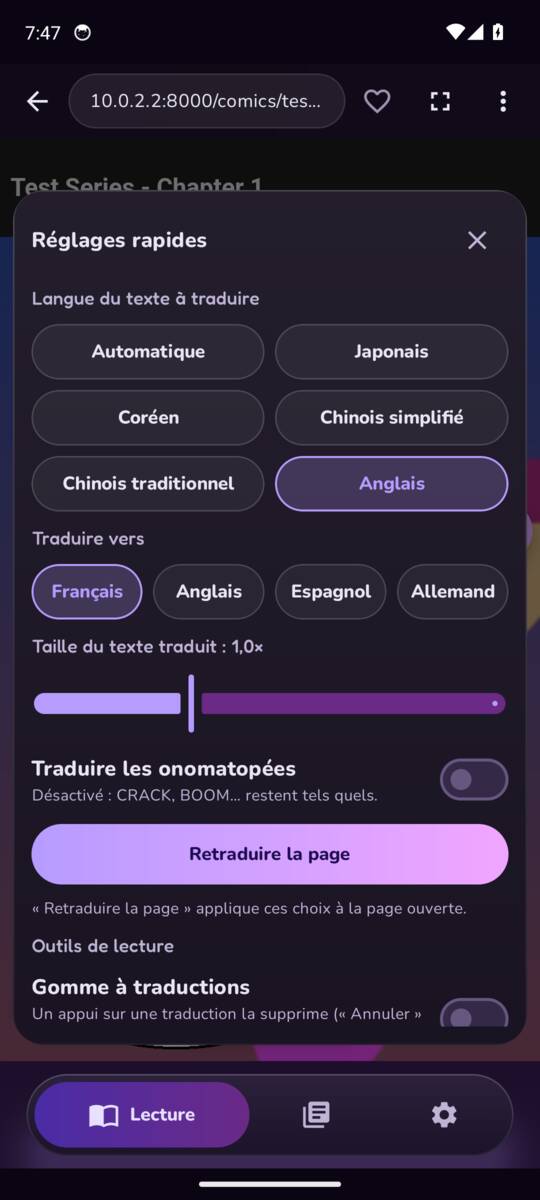 7:47
10.0.2.2:8000/comics/tes...
Test Series - Chapter 1
Réglages rapides
Langue du texte à traduire
Automatique
Japonais
Coréen
Chinois simplifié
Chinois traditionnel
Anglais
Traduire vers
Français
Anglais
Espagnol
Allemand
Taille du texte traduit : 1,0×
Traduire les onomatopées
Désactivé : CRACK, BOOM… restent tels quels.
Retraduire la page
« Retraduire la page » applique ces choix à la page ouverte.
Outils de lecture
Gomme à traductions
Un appui sur une traduction la supprime (« Annuler »
Lecture